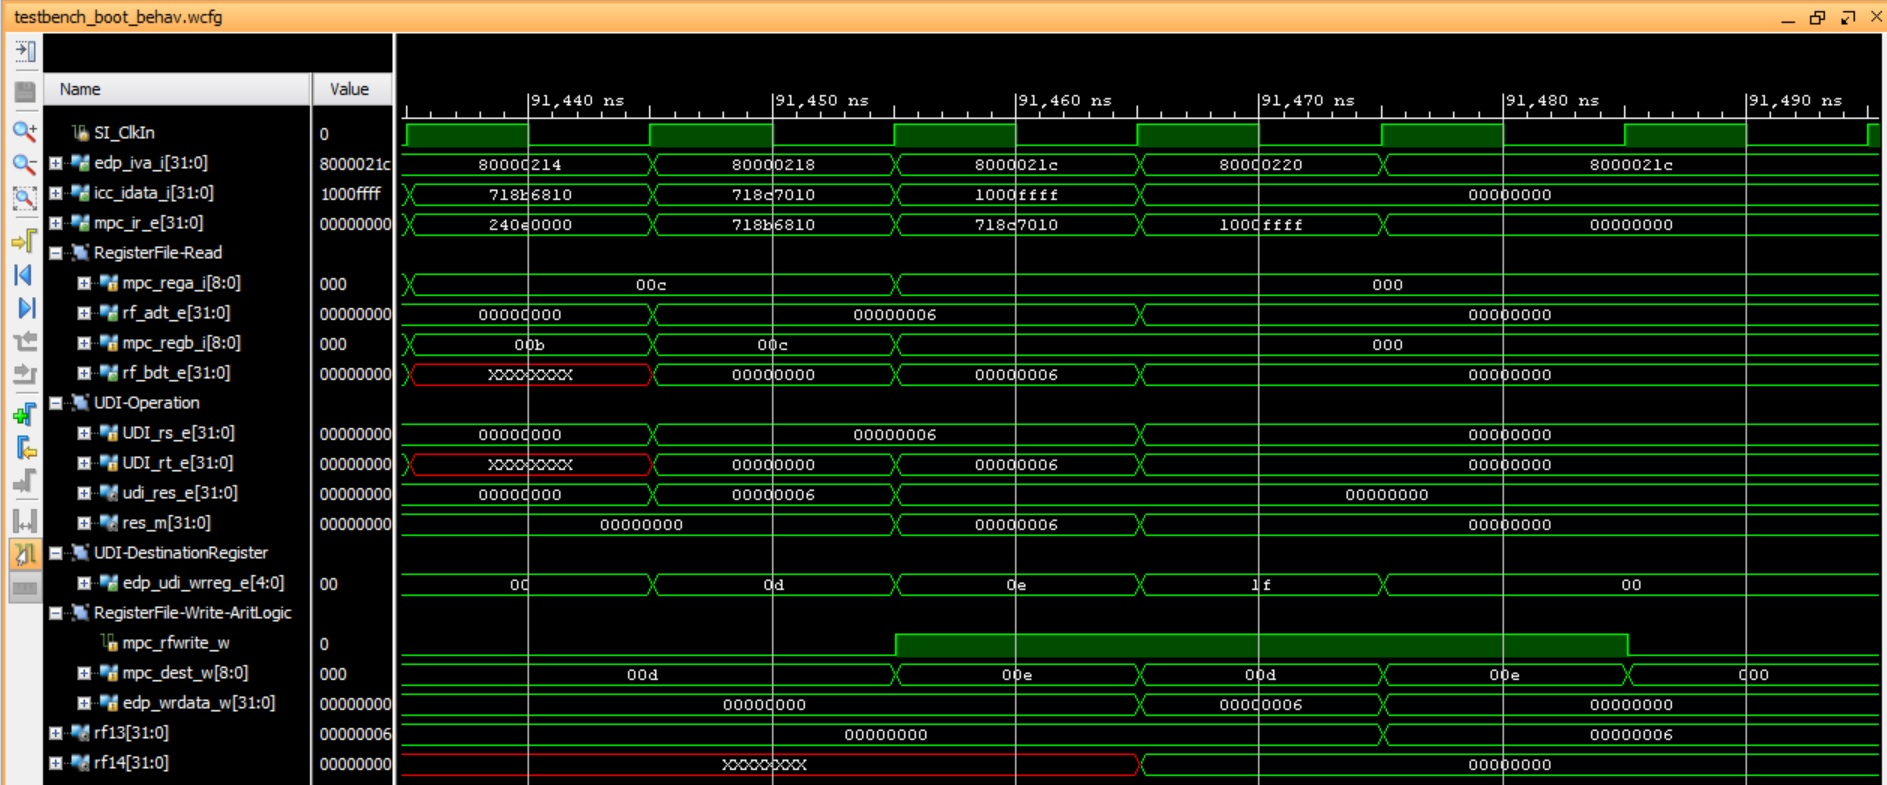 testbench_boot_behav.wcfg
Name Value
91,440 ns 91,450 ns 91,460 ns 91,470 ns 91,480 ns 91,490 ns
SI_ClkIn 0
edp_iva_i[31:0] 8000021c 80000214 80000218 8000021c 80000220 8000021c
icc_idata_i[31:0] 1000ffff 718b6810 718c7010 1000ffff 00000000
mpc_ir_e[31:0] 00000000 240e0000 718b6810 718c7010 1000ffff 00000000
RegisterFile-Read
mpc_rega_i[8:0] 000 00c 000
rf_adt_e[31:0] 00000000 00000000 00000006 00000000
mpc_regb_i[8:0] 000 00b 00c 000
rf_bdt_e[31:0] 00000000 XXXXXXXX 00000000 00000006 00000000
UDI-Operation
UDI_rs_e[31:0] 00000000 00000000 00000006 00000000
UDI_rt_e[31:0] 00000000 XXXXXXXX 00000000 00000006 00000000
udi_res_e[31:0] 00000000 00000000 00000006 00000000
res_m[31:0] 00000000 00000000 00000006 00000000
UDI-DestinationRegister
edp_udi_wrreg_e[4:0] 00 00 0d 0e 1f 00
RegisterFile-Write-AritLogic
mpc_rfwrite_w 0
mpc_dest_w[8:0] 000 00d 00e 00d 00e 000
edp_wrdata_w[31:0] 00000000 00000000 00000006 00000000
rf13[31:0] 00000006 00000000 00000006
rf14[31:0] 00000000 XXXXXXXX 00000000